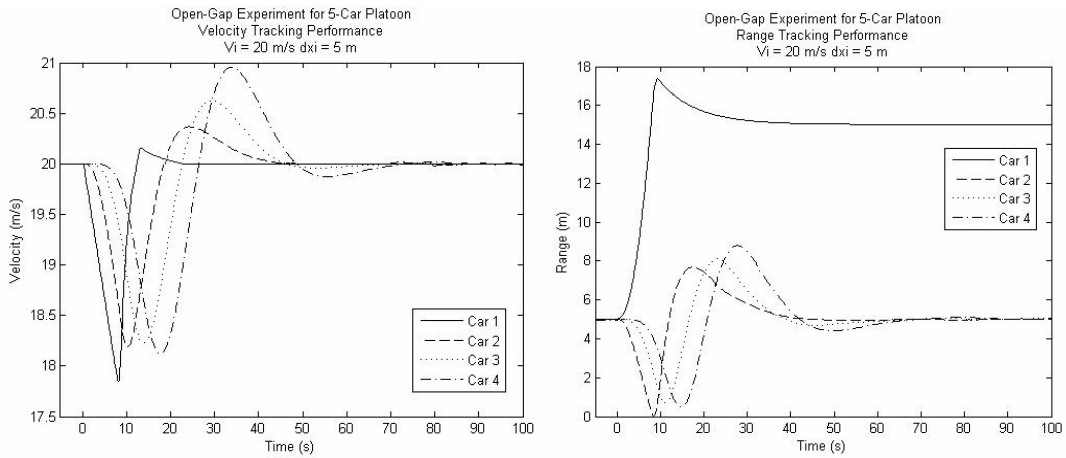 Open-Gap Experiment for 5-Car Platoon
Velocity Tracking Performance
Vi = 20 m/s dxi = 5 m
21
20.5
20
19.5
19
18.5
18
17.5
Velocity (m/s)
0 10 20 30 40 50 60 70 80 90 100
Time (s)
Car 1
Car 2
Car 3
Car 4
Open-Gap Experiment for 5-Car Platoon
Range Tracking Performance
Vi = 20 m/s dxi = 5 m
18
16
14
12
10
8
6
4
2
0
Range (m)
0 10 20 30 40 50 60 70 80 90 100
Time (s)
Car 1
Car 2
Car 3
Car 4